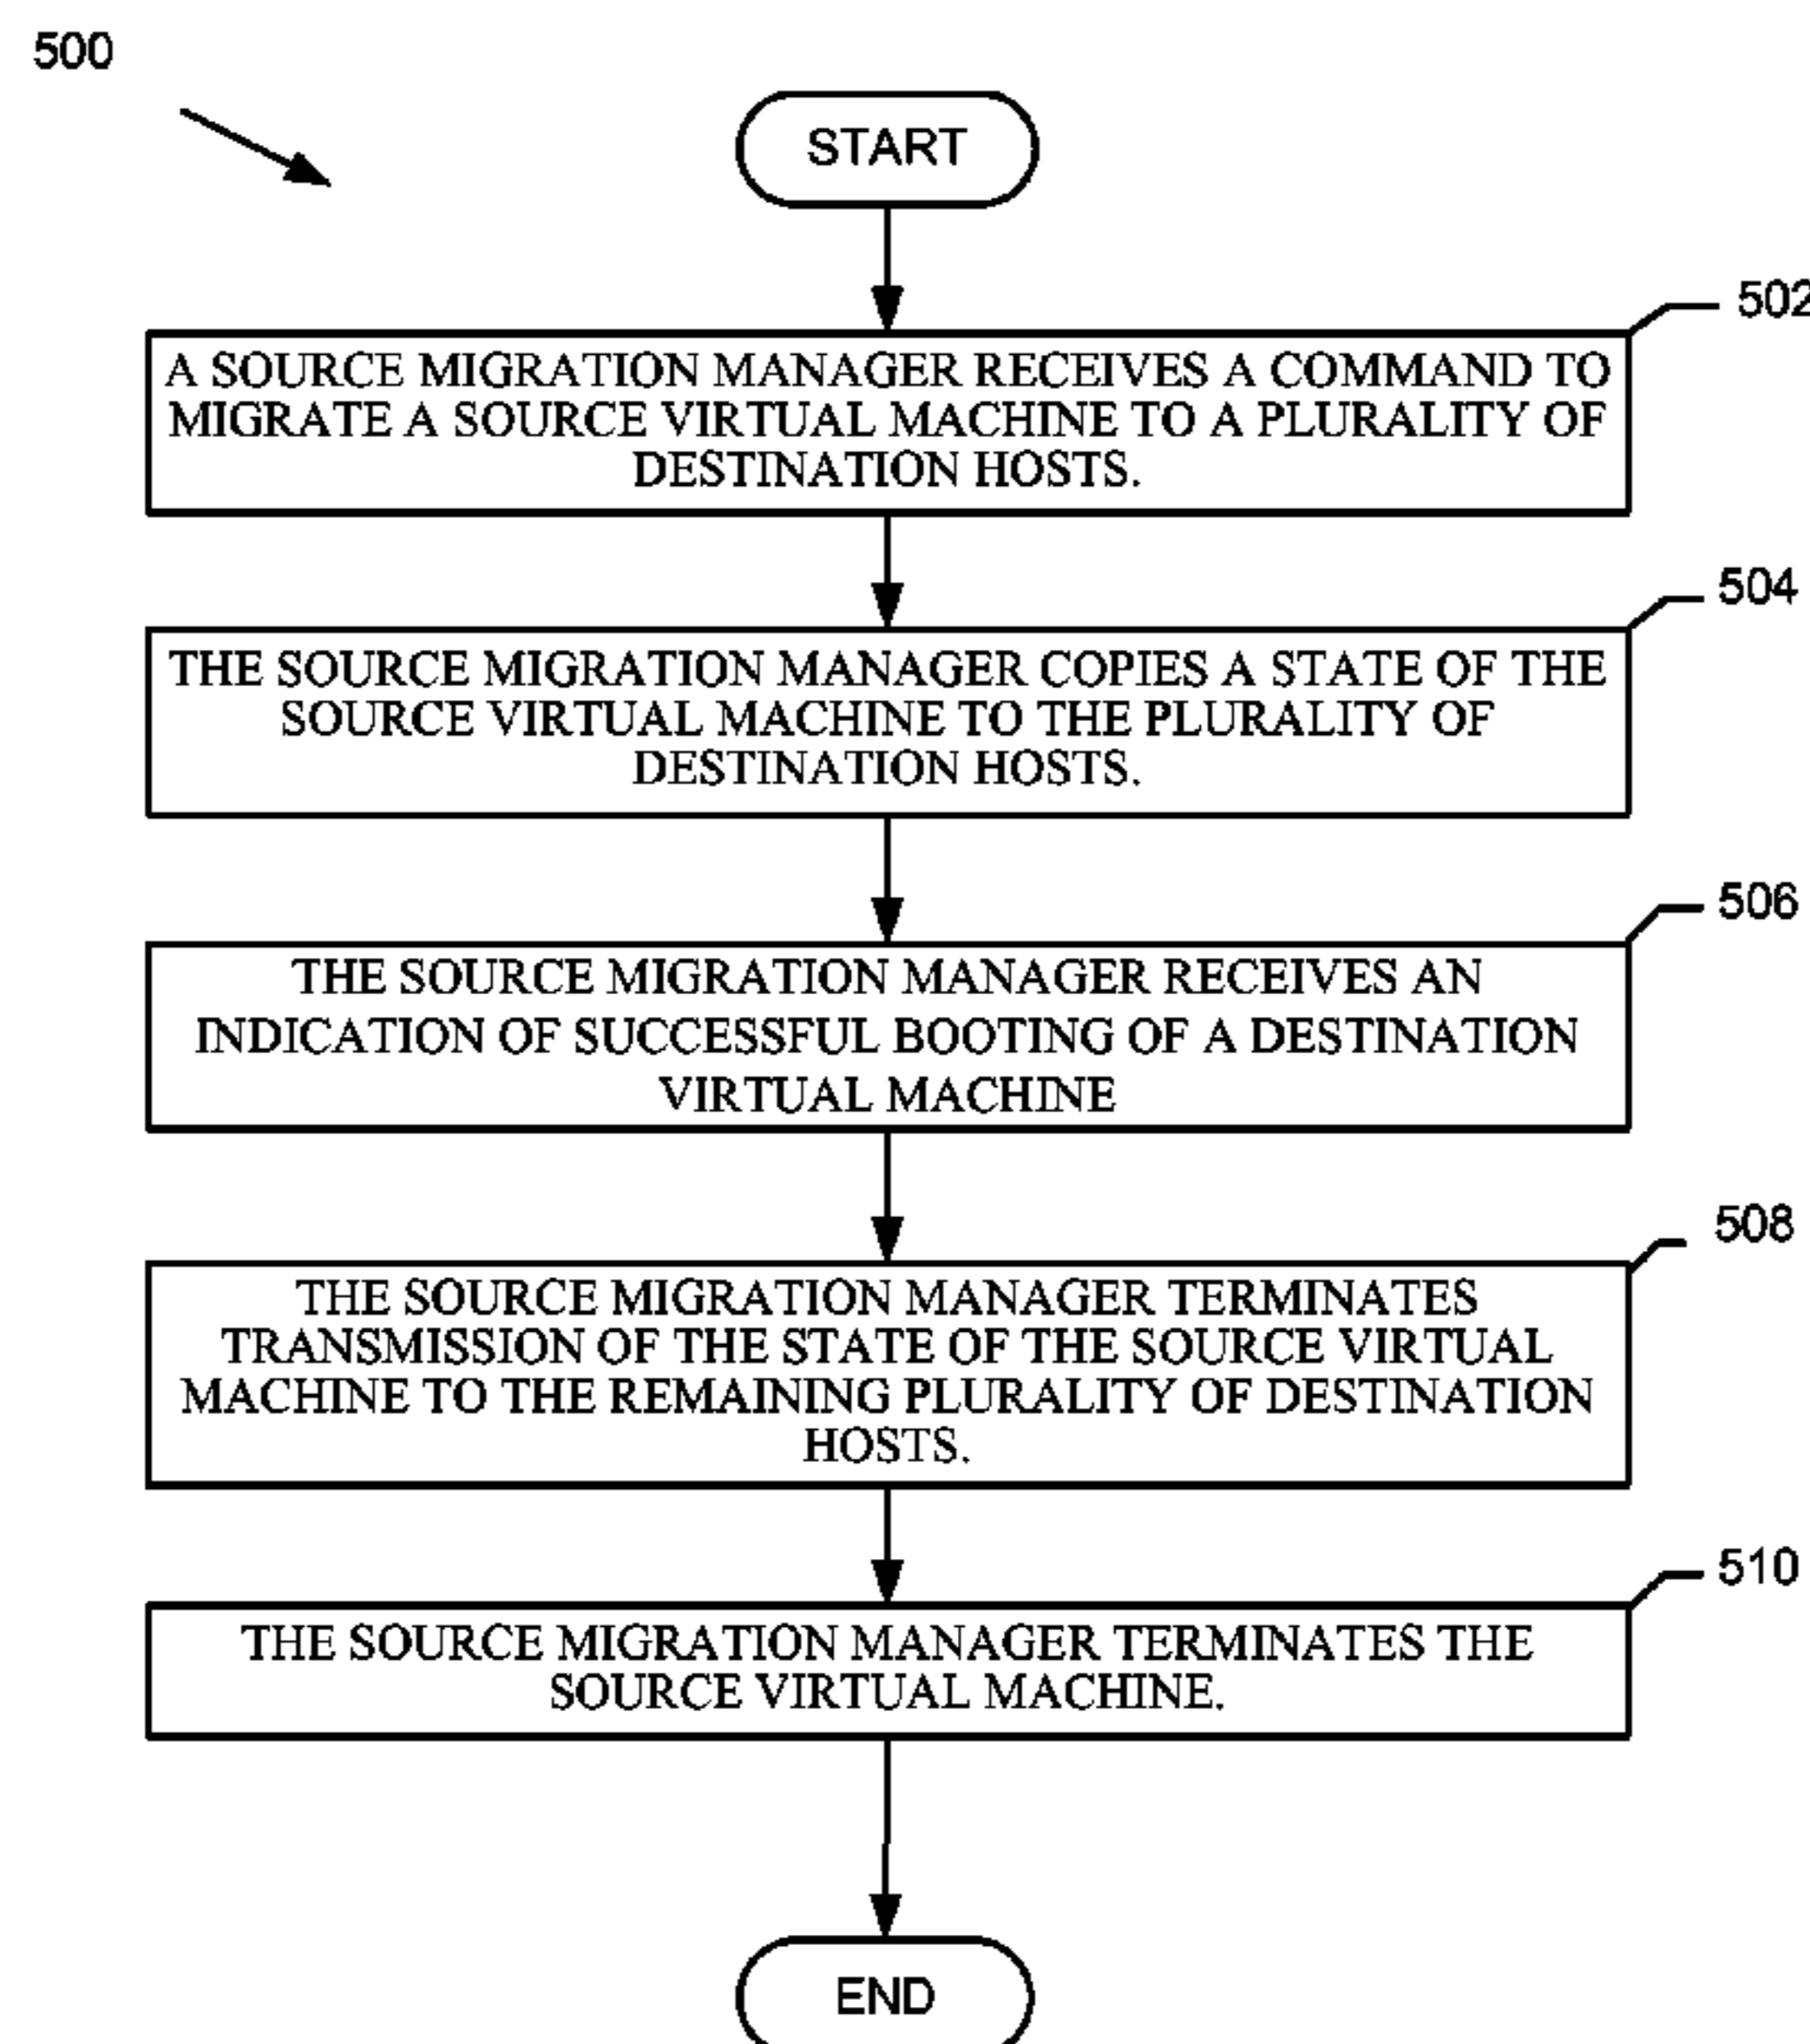 500
START
502
A SOURCE MIGRATION MANAGER RECEIVES A COMMAND TO
MIGRATE A SOURCE VIRTUAL MACHINE TO A PLURALITY OF
DESTINATION HOSTS.
504
THE SOURCE MIGRATION MANAGER COPIES A STATE OF THE
SOURCE VIRTUAL MACHINE TO THE PLURALITY OF
DESTINATION HOSTS.
506
THE SOURCE MIGRATION MANAGER RECEIVES AN
INDICATION OF SUCCESSFUL BOOTING OF A DESTINATION
VIRTUAL MACHINE
508
THE SOURCE MIGRATION MANAGER TERMINATES
TRANSMISSION OF THE STATE OF THE SOURCE VIRTUAL
MACHINE TO THE REMAINING PLURALITY OF DESTINATION
HOSTS.
510
THE SOURCE MIGRATION MANAGER TERMINATES THE
SOURCE VIRTUAL MACHINE.
END